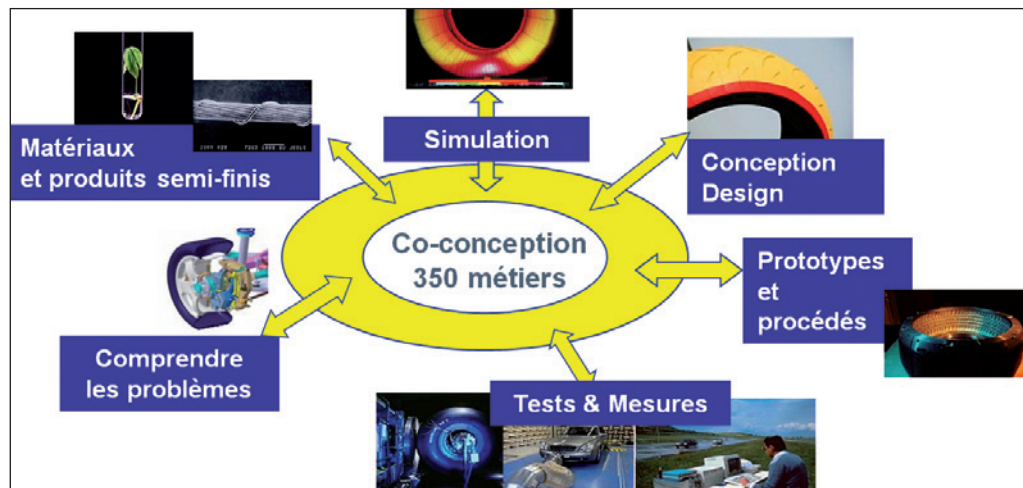 Simulation
Matériaux
et produits semi-finis
Conception
Design
Co-conception
350 métiers
Prototypes
et
procédés
Comprendre
les problèmes
Tests & Mesures